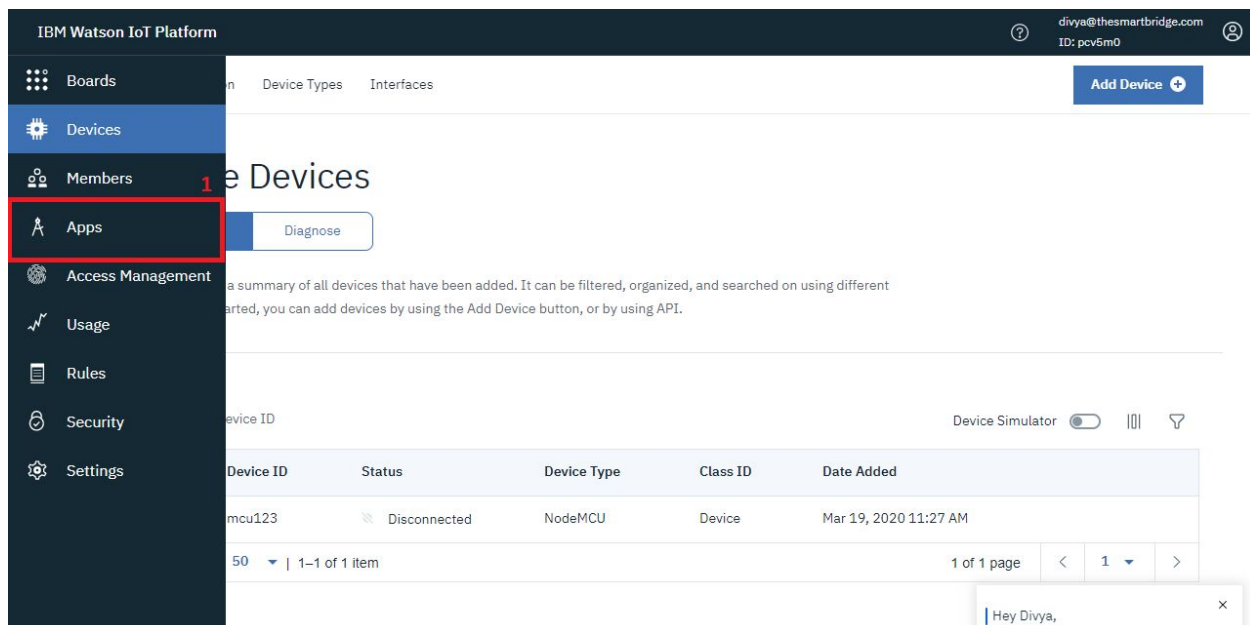 IBM Watson IoT Platform
divya@thesmartbridge.com
ID: pcv5m0
Boards
Devices
Members
1
Apps
Access Management
Usage
Rules
Security
Settings
n Device Types Interfaces
Add Device
e Devices
Diagnose
a summary of all devices that have been added. It can be filtered, organized, and searched on using different
arted, you can add devices by using the Add Device button, or by using API.
evice ID
Device Simulator
Device ID Status Device Type Class ID Date Added
mcu123 Disconnected NodeMCU Device Mar 19, 2020 11:27 AM
50 | 1–1 of 1 item
1 of 1 page < 1 >
Hey Divya,